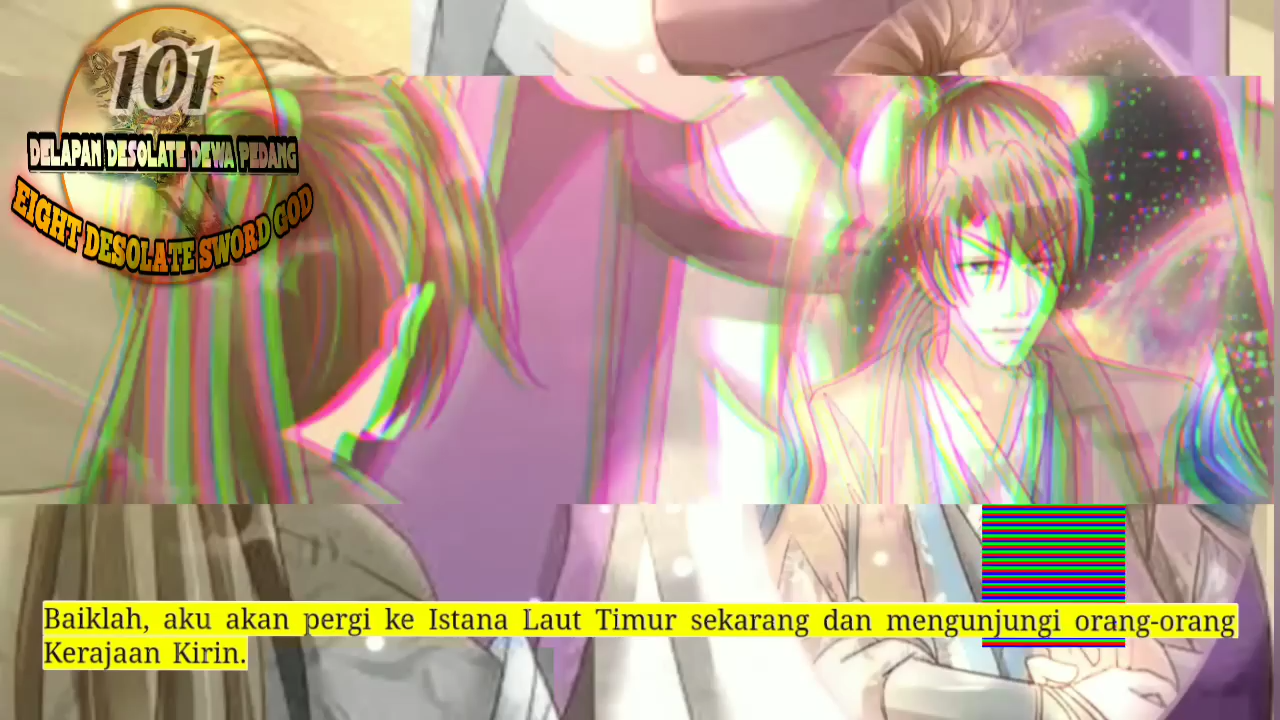 101
DELAPAN DESOLATE DEWA PEDANG
EIGHT DESOLATE SWORD GOD
Baiklah, aku akan pergi ke Istana Laut Timur sekarang dan mengunjungi orang-orang
Kerajaan Kirin.